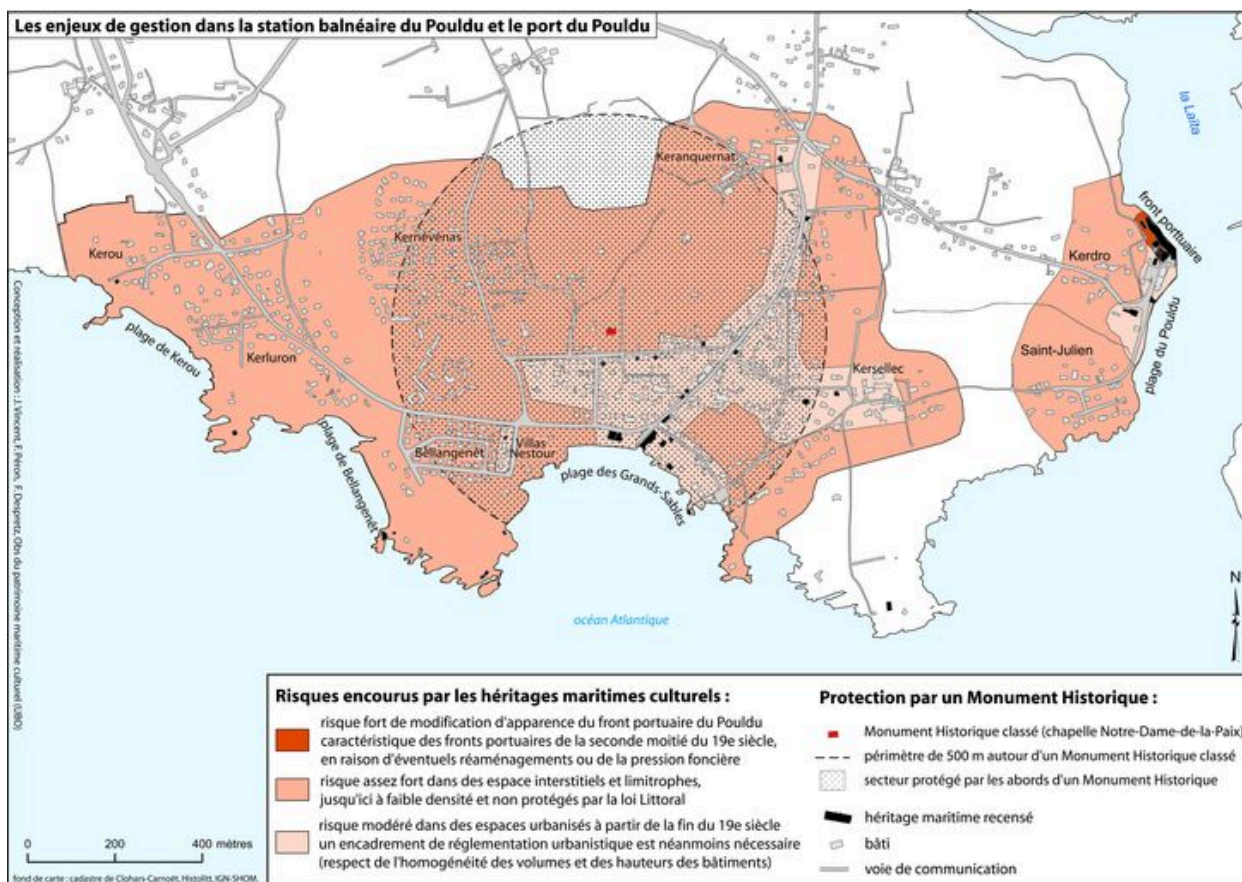 Les enjeux de gestion dans la station balnéaire du Pouldu et le port du Pouldu
la Laïta
Keranquernat
front porttuaire
Kernévénas
Kerou
Kerdro
plage de Kerou
Kerluron
Saint-Julien
plage du Pouldu
Kersellec
Bellangenêt
Villas
Nestour
plage de Bellangenêt
plage des Grands-Sables
océan Atlantique
N
Conception et réalisation : J. Vincent, F. Péron, F. Despretz, Obs du patrimoine maritime culturel (UBO)
Risques encourus par les héritages maritimes culturels :
risque fort de modification d'apparence du front portuaire du Pouldu
caractéristique des fronts portuaires de la seconde moitié du 19e siècle,
en raison d'éventuels réaménagements ou de la pression foncière
risque assez fort dans des espace interstitiels et limitrophes,
jusqu'ici à faible densité et non protégés par la loi Littoral
risque modéré dans des espaces urbanisés à partir de la fin du 19e siècle
un encadrement de réglementation urbanistique est néanmoins nécessaire
(respect de l'homogénéité des volumes et des hauteurs des bâtiments)
Protection par un Monument Historique :
Monument Historique classé (chapelle Notre-Dame-de-la-Paix)
périmètre de 500 m autour d'un Monument Historique classé
secteur protégé par les abords d'un Monument Historique
héritage maritime recensé
bâti
voie de communication
0 200 400 mètres
fond de carte : cadastre de Clohars-Carnoët, Histolitt, IGN-SHOM.